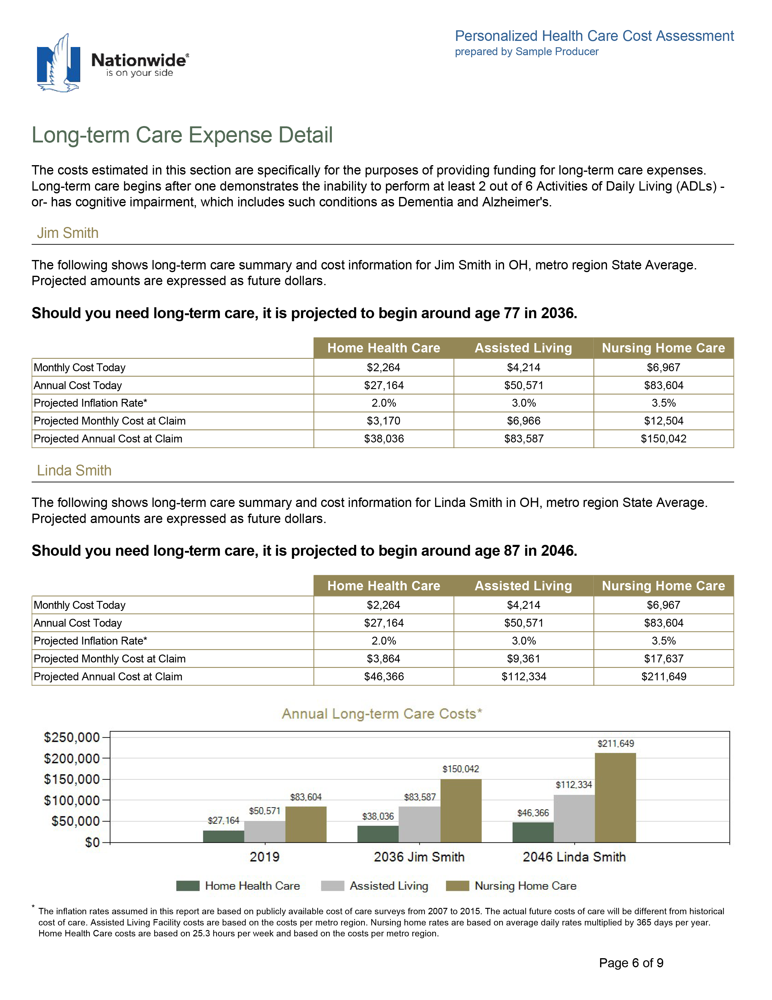 Personalized Health Care Cost Assessment
prepared by Sample Producer
Nationwide®
is on your side
Long-term Care Expense Detail
The costs estimated in this section are specifically for the purposes of providing funding for long-term care expenses.
Long-term care begins after one demonstrates the inability to perform at least 2 out of 6 Activities of Daily Living (ADLs) -
or- has cognitive impairment, which includes such conditions as Dementia and Alzheimer's.
Jim Smith
The following shows long-term care summary and cost information for Jim Smith in OH, metro region State Average.
Projected amounts are expressed as future dollars.
Should you need long-term care, it is projected to begin around age 77 in 2036.
Home Health Care Assisted Living Nursing Home Care
Monthly Cost Today $2,264 $4,214 $6,967
Annual Cost Today $27,164 $50,571 $83,604
Projected Inflation Rate* 2.0% 3.0% 3.5%
Projected Monthly Cost at Claim $3,170 $6,966 $12,504
Projected Annual Cost at Claim $38,036 $83,587 $150,042
Linda Smith
The following shows long-term care summary and cost information for Linda Smith in OH, metro region State Average.
Projected amounts are expressed as future dollars.
Should you need long-term care, it is projected to begin around age 87 in 2046.
Home Health Care Assisted Living Nursing Home Care
Monthly Cost Today $2,264 $4,214 $6,967
Annual Cost Today $27,164 $50,571 $83,604
Projected Inflation Rate* 2.0% 3.0% 3.5%
Projected Monthly Cost at Claim $3,864 $9,361 $17,637
Projected Annual Cost at Claim $46,366 $112,334 $211,649
Annual Long-term Care Costs*
$250,000
$200,000
$150,000
$100,000
$50,000
$0
$27,164 $50,571 $83,604
$38,036 $83,587 $150,042
$46,366 $112,334 $211,649
2019 2036 Jim Smith 2046 Linda Smith
Home Health Care Assisted Living Nursing Home Care
* The inflation rates assumed in this report are based on publicly available cost of care surveys from 2007 to 2015. The actual future costs of care will be different from historical
cost of care. Assisted Living Facility costs are based on the costs per metro region. Nursing home rates are based on average daily rates multiplied by 365 days per year.
Home Health Care costs are based on 25.3 hours per week and based on the costs per metro region.
Page 6 of 9